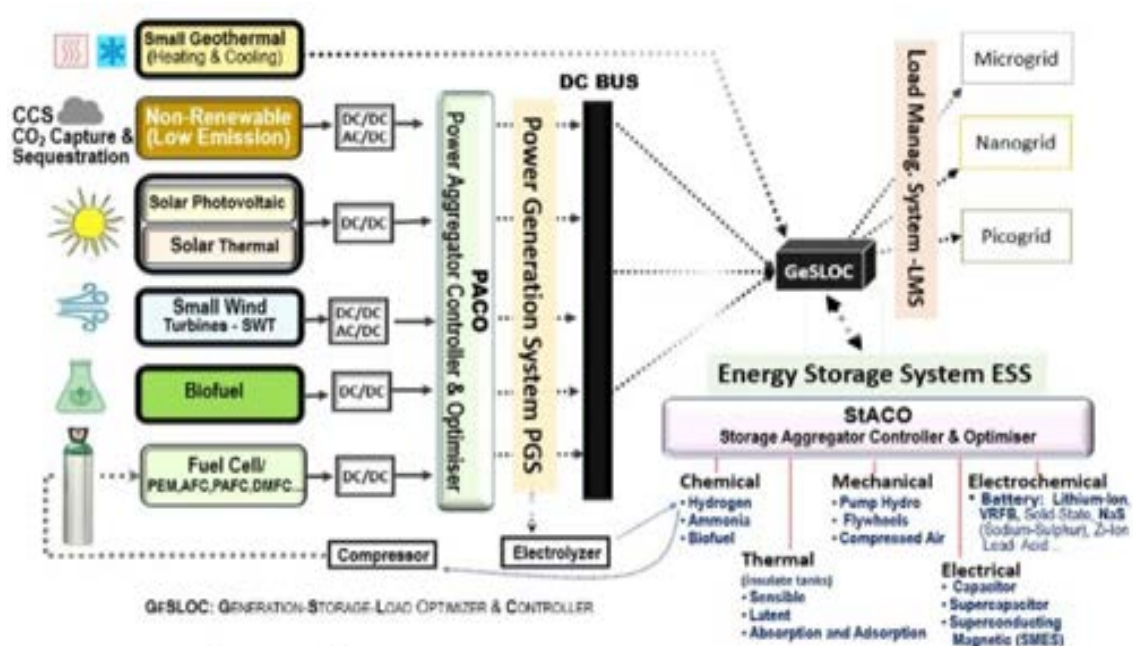 Small Geothermal
(Heating & Cooling)
CCS
CO₂ Capture &
Sequestration
Non-Renewable
(Low Emission)
DC/DC
AC/DC
Solar Photovoltaic
Solar Thermal
DC/DC
Small Wind
Turbines - SWT
DC/DC
AC/DC
Biofuel
DC/DC
Fuel Cell/
PEM,AFC,PAFC,DMFC...
DC/DC
PACO
Power Aggregator Controller & Optimiser
Power Generation System PGS
DC BUS
GeSLOC
Load Manag. System -LMS
Microgrid
Nanogrid
Picogrid
Energy Storage System ESS
StACO
Storage Aggregator Controller & Optimiser
Chemical
• Hydrogen
• Ammonia
• Biofuel
Mechanical
• Pump Hydro
• Flywheels
• Compressed Air
Electrochemical
• Battery: Lithium-Ion,
VRFB, Solid-State, NaS
(Sodium-Sulphur), Zi-Ion
Lead Acid ...
Thermal
(insulate tanks)
• Sensible
• Latent
• Absorption and Adsorption
Electrical
• Capacitor
• Supercapacitor
• Superconducting
Magnetic (SMES)
Electrolyzer
Compressor
GESLOC: GENERATION-STORAGE-LOAD OPTIMIZER & CONTROLLER